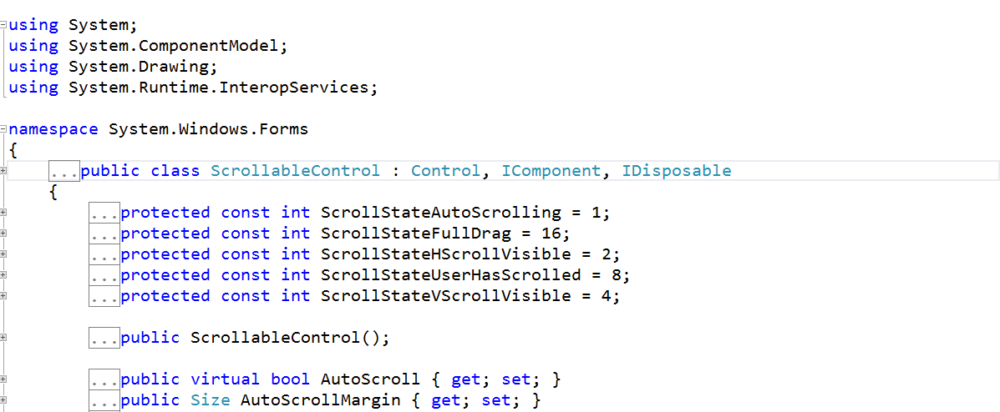 using System;
using System.ComponentModel;
using System.Drawing;
using System.Runtime.InteropServices;
namespace System.Windows.Forms
{
...public class ScrollableControl : Control, IComponent, IDisposable
{
...protected const int ScrollStateAutoScrolling = 1;
...protected const int ScrollStateFullDrag = 16;
...protected const int ScrollStateHScrollVisible = 2;
...protected const int ScrollStateUserHasScrolled = 8;
...protected const int ScrollStateVScrollVisible = 4;
...public ScrollableControl();
...public virtual bool AutoScroll { get; set; }
...public Size AutoScrollMargin { get; set; }